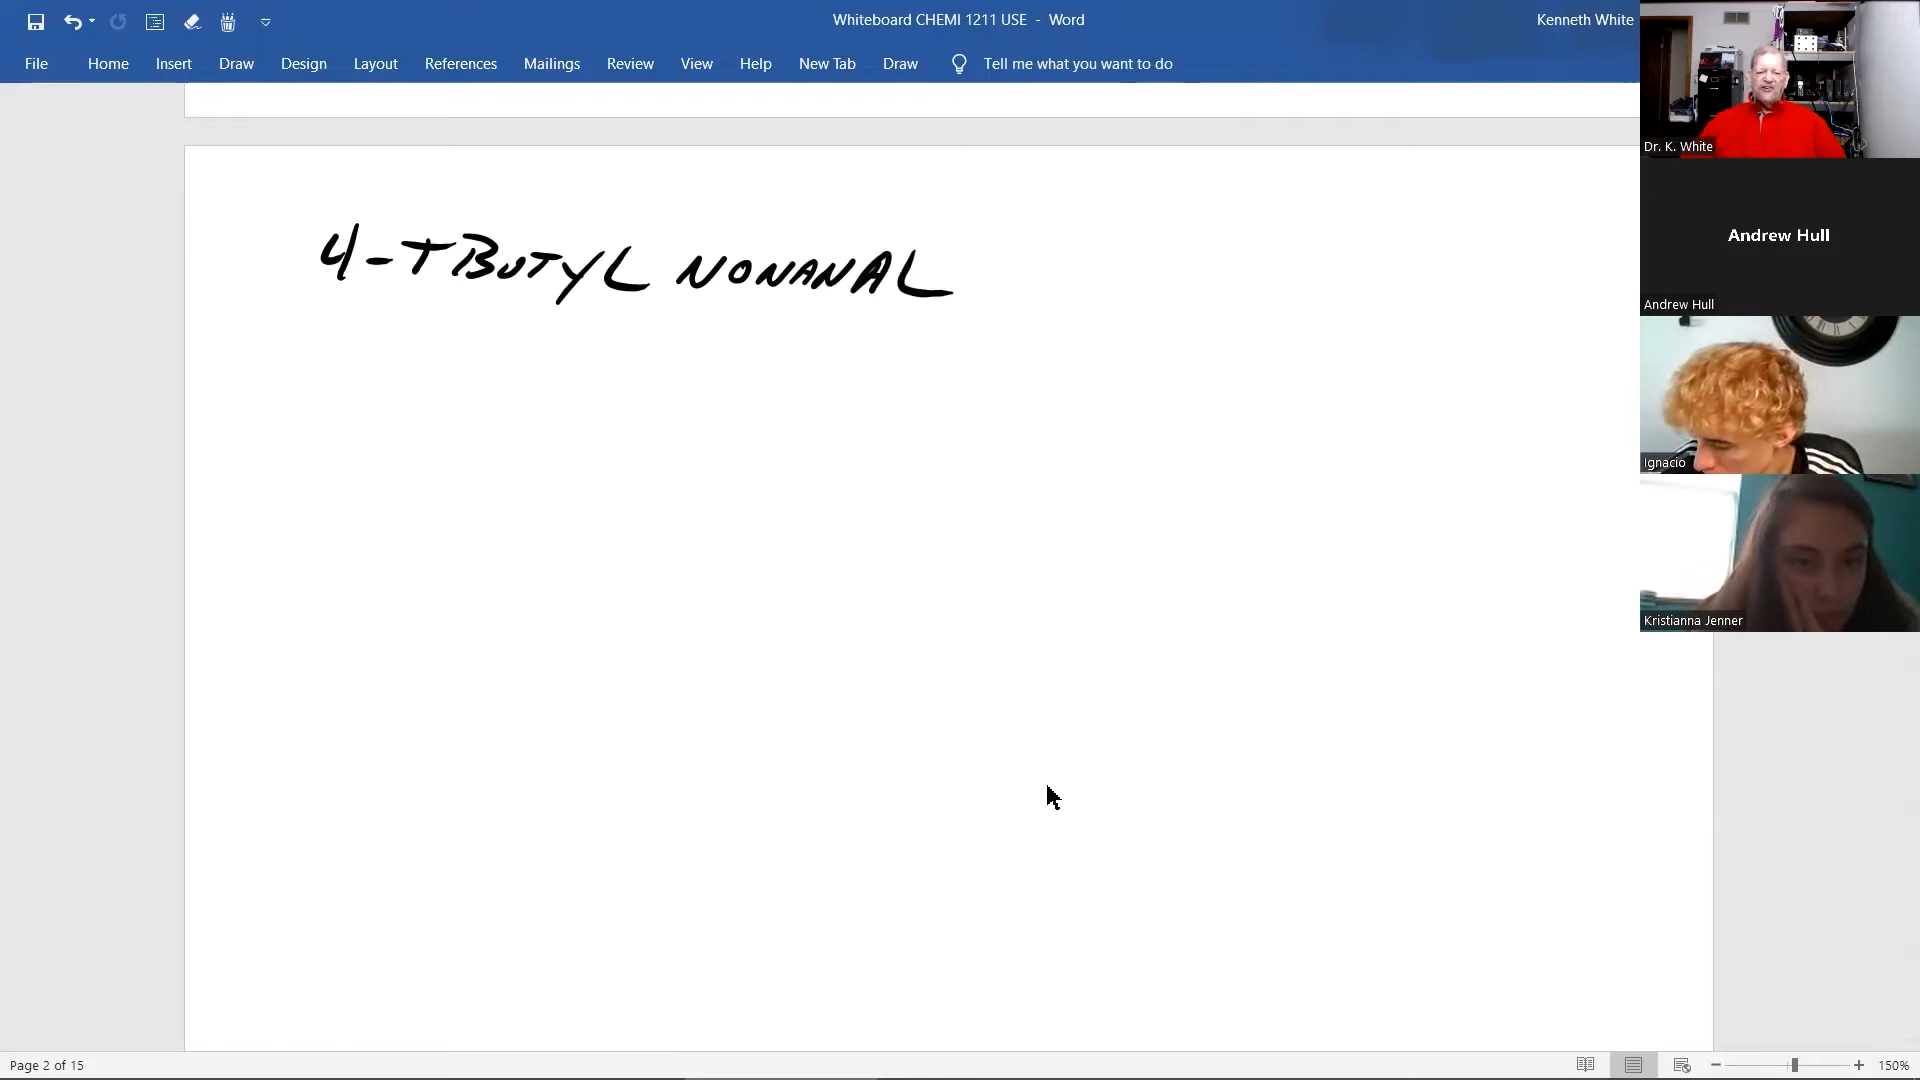 Whiteboard CHEMI 1211 USE - Word
Kenneth White
File Home Insert Draw Design Layout References Mailings Review View Help New Tab Draw Tell me what you want to do
Dr. K. White
4-TBUTYL NONANAL
Andrew Hull
Andrew Hull
Ignacio
Kristianna Jenner
Page 2 of 15
150%